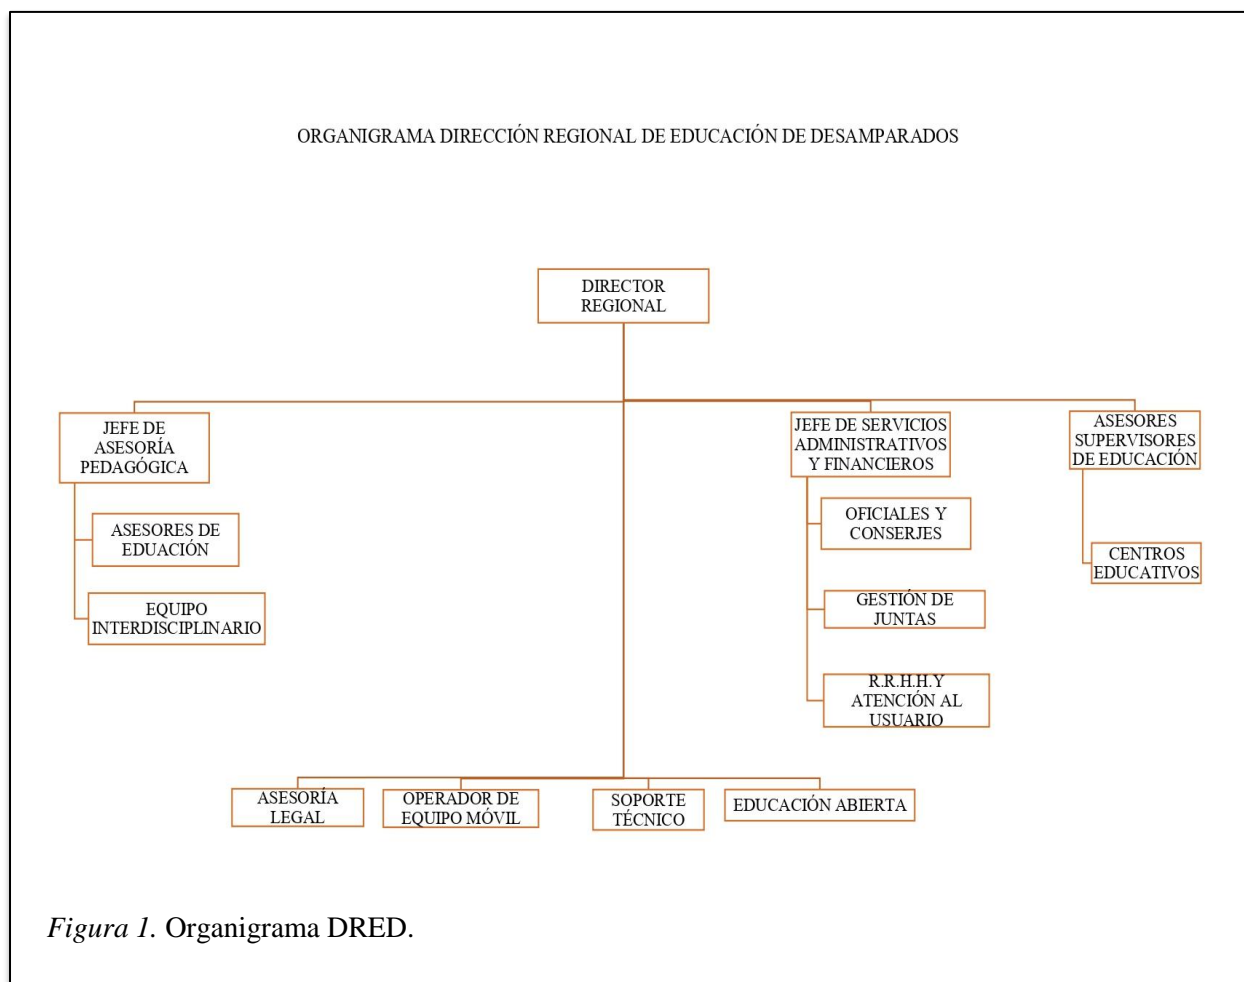 ORGANIGRAMA DIRECCIÓN REGIONAL DE EDUCACIÓN DE DESAMPARADOS
DIRECTOR
REGIONAL
JEFE DE
ASESORÍA
PEDAGÓGICA
ASESORES DE
EDUACIÓN
EQUIPO
INTERDISCIPLINARIO
JEFE DE SERVICIOS
ADMINISTRATIVOS
Y FINANCIEROS
OFICIALES Y
CONSERJES
GESTIÓN DE
JUNTAS
R.R.H.H.Y
ATENCIÓN AL
USUARIO
ASESORES
SUPERVISORES
DE EDUCACIÓN
CENTROS
EDUCATIVOS
ASESORÍA
LEGAL
OPERADOR DE
EQUIPO MÓVIL
SOPORTE
TÉCNICO
EDUCACIÓN ABIERTA
Figura 1. Organigrama DRED.